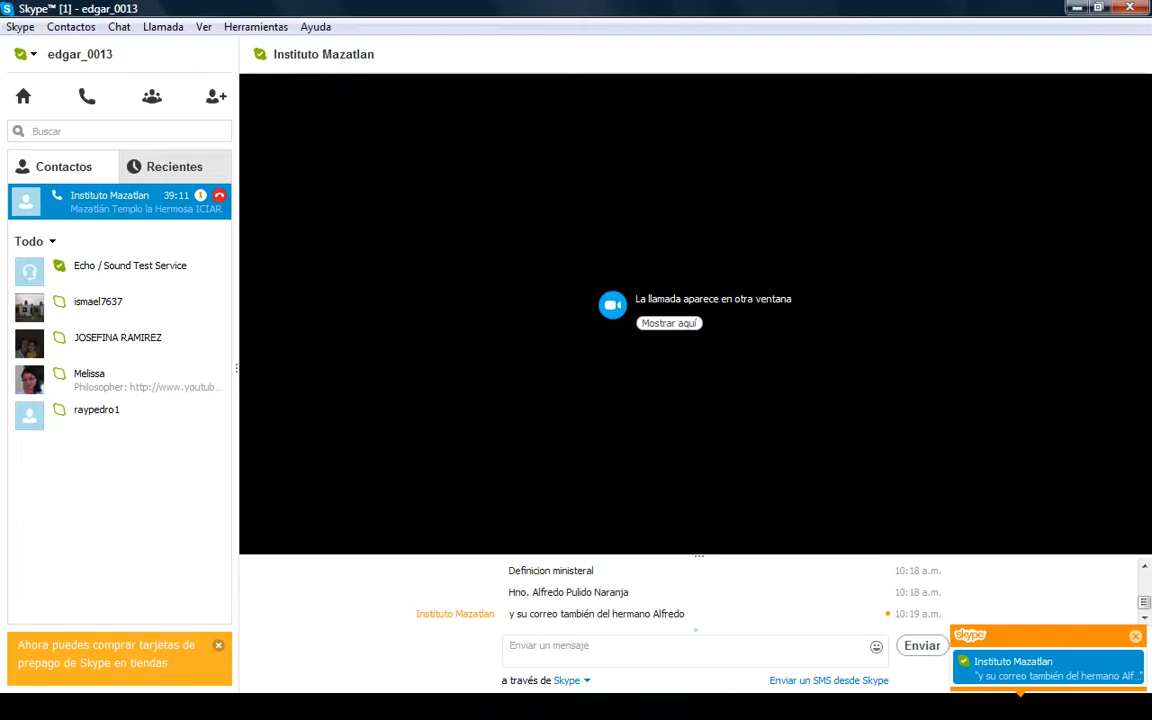 Skype™ [1] - edgar_0013
Skype Contactos Chat Llamada Ver Herramientas Ayuda
edgar_0013
Instituto Mazatlan
Buscar
Contactos
Recientes
Instituto Mazatlan 39:11 1
Mazatlán Templo la Hermosa ICIAR
Todo
Echo / Sound Test Service
ismael7637
JOSEFINA RAMIREZ
Melissa
Philosopher: http://www.youtub...
raypedro1
Ahora puedes comprar tarjetas de
prepago de Skype en tiendas
La llamada aparece en otra ventana
Mostrar aquí
Definicion ministeral 10:18 a.m.
Hno. Alfredo Pulido Naranja 10:18 a.m.
Instituto Mazatlan y su correo también del hermano Alfredo 10:19 a.m.
Enviar un mensaje
Enviar
a través de Skype
Enviar un SMS desde Skype
skype
Instituto Mazatlan
"y su correo también del hermano Alf..."